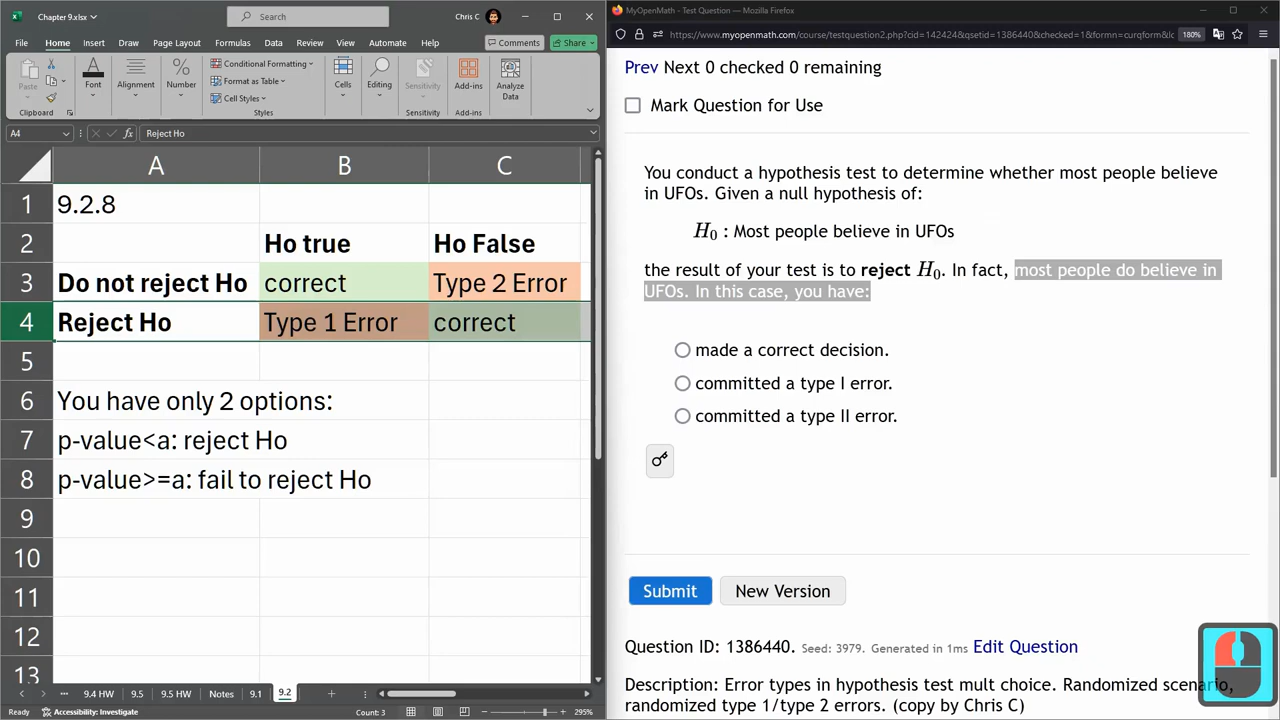 Chapter 9.xlsx
Search
Chris C
File Home Insert Draw Page Layout Formulas Data Review View Automate Help Comments Share
Paste
Font
Alignment
Number
Conditional Formatting
Format as Table
Cell Styles
Cells
Editing
Sensitivity
Add-ins
Analyze
Data
Clipboard
Styles
Sensitivity
Add-ins
A4 fx Reject Ho
A B C
1 9.2.8
2 Ho true Ho False
3 Do not reject Ho correct Type 2 Error
4 Reject Ho Type 1 Error correct
5
6 You have only 2 options:
7 p-value<a: reject Ho
8 p-value>=a: fail to reject Ho
9
10
11
12
13
... 9.4 HW 9.5 9.5 HW Notes 9.1 9.2 +
Ready Accessibility: Investigate Count: 3 295%
MyOpenMath - Test Question — Mozilla Firefox
https://www.myopenmath.com/course/testquestion2.php?cid=142424&qsetid=1386440&checked=1&formn=curqform&lo 180%
Prev Next 0 checked 0 remaining
Mark Question for Use
You conduct a hypothesis test to determine whether most people believe
in UFOs. Given a null hypothesis of:
H₀ : Most people believe in UFOs
the result of your test is to reject H₀. In fact, most people do believe in
UFOs. In this case, you have:
made a correct decision.
committed a type I error.
committed a type II error.
Submit New Version
Question ID: 1386440. Seed: 3979. Generated in 1ms Edit Question
Description: Error types in hypothesis test mult choice. Randomized scenario,
randomized type 1/type 2 errors. (copy by Chris C)